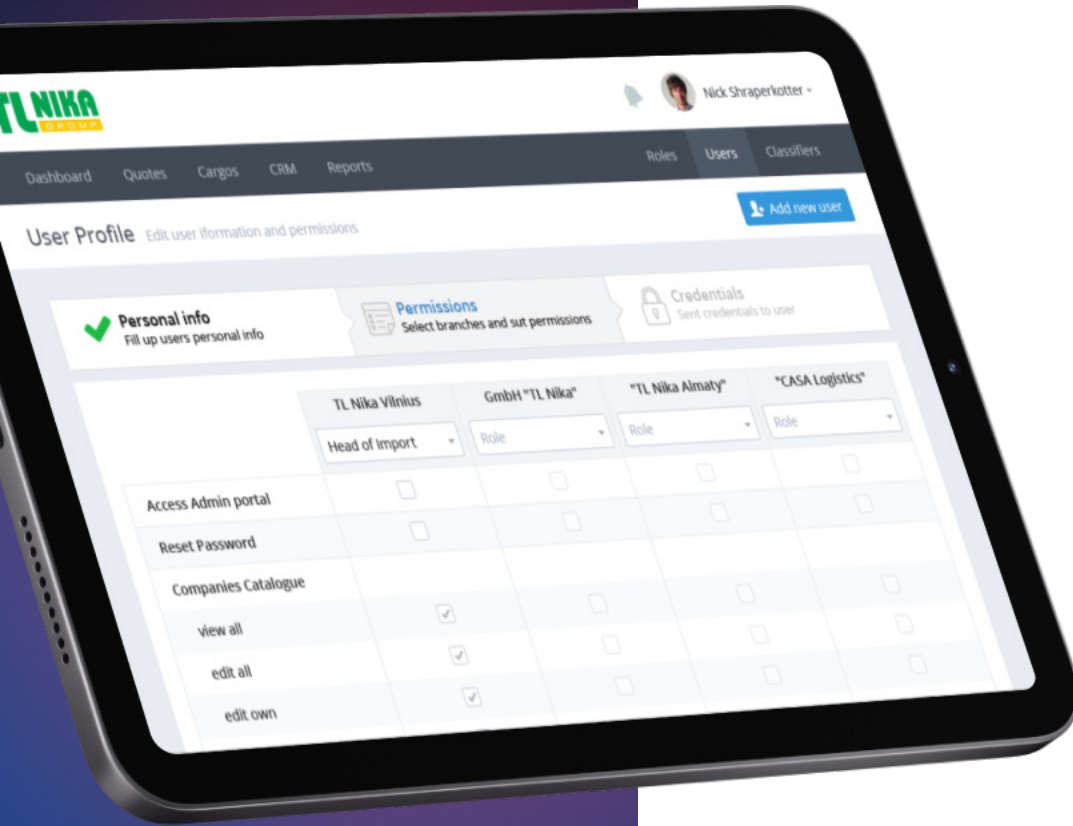 TL NIKA
GROUP
Nick Shraperkotter
Dashboard Quotes Cargos CRM Reports Roles Users Classifiers
User Profile Edit user iformation and permissions
Add new user
Personal info
Fill up users personal info
Permissions
Select branches and sut permissions
Credentials
Sent credentials to user
TL Nika Vilnius GmbH "TL Nika" "TL Nika Almaty" "CASA Logistics"
Head of Import Role Role Role
Access Admin portal
Reset Password
Companies Catalogue
view all
edit all
edit own